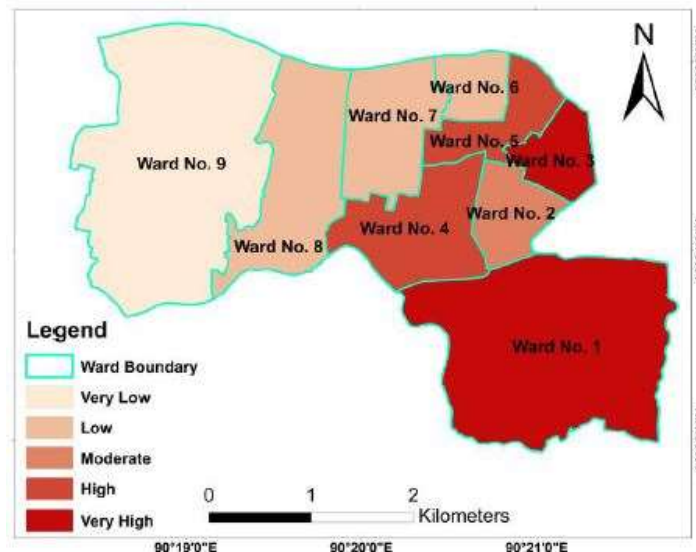 N
Ward No. 6
Ward No. 7
Ward No. 5
Ward No. 9
Ward No. 3
Ward No. 2
Ward No. 4
Ward No. 8
Ward No. 1
Legend
Ward Boundary
Very Low
Low
Moderate
High
Very High
0 1 2
Kilometers
90°19'0"E 90°20'0"E 90°21'0"E